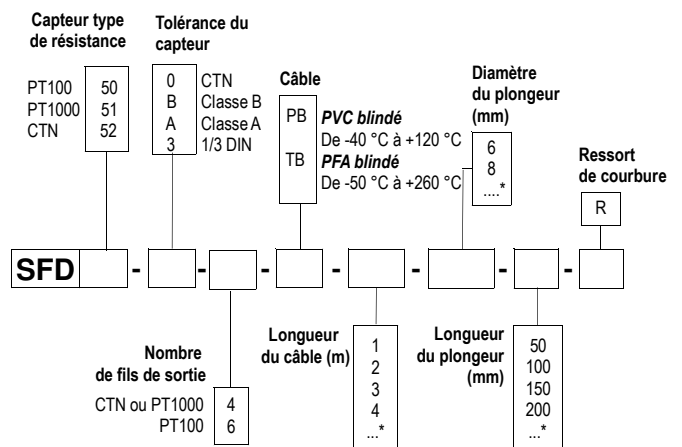 Capteur type
de résistance
PT100 50
PT1000 51
CTN 52
Tolérance du
capteur
0 CTN
B Classe B
A Classe A
3 1/3 DIN
Câble
PB PVC blindé
De -40 °C à +120 °C
TB PFA blindé
De -50 °C à +260 °C
Diamètre
du plongeur
(mm)
6
8
....*
Ressort
de courbure
R
SFD - - - - - - -
Nombre
de fils de sortie
CTN ou PT1000 4
PT100 6
Longueur
du câble (m)
1
2
3
4
...*
Longueur
du plongeur
(mm)
50
100
150
200
...*